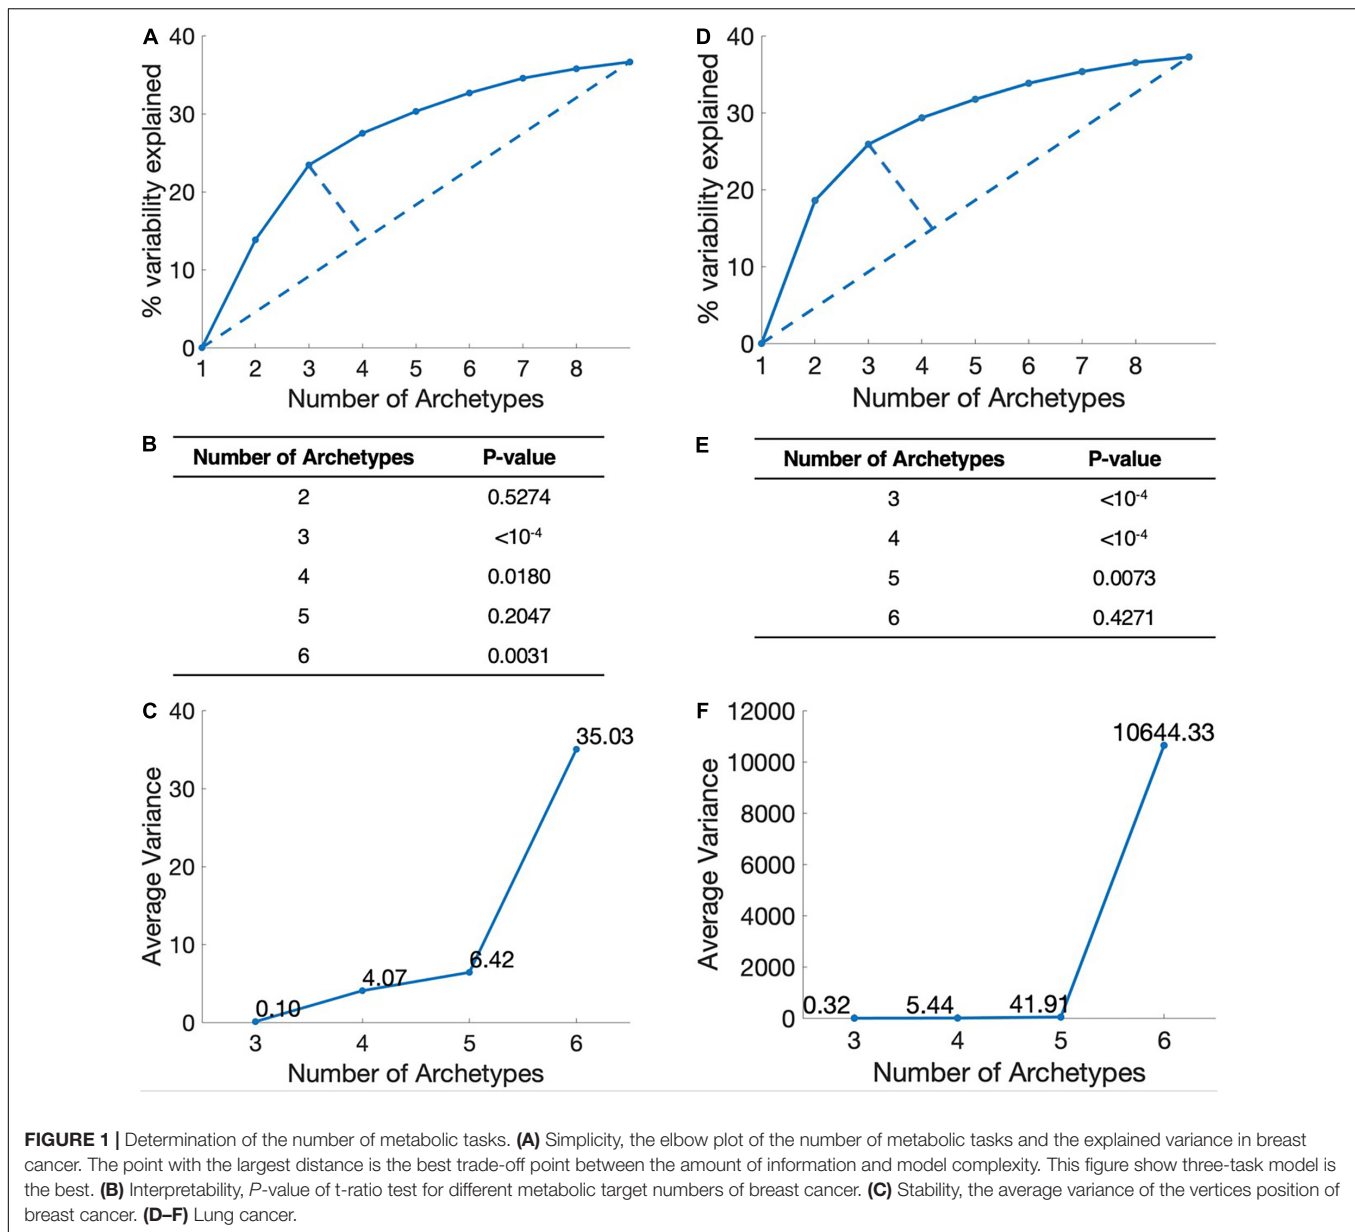 A
40
30
20
10
0
% variability explained
1 2 3 4 5 6 7 8
Number of Archetypes
D
40
30
20
10
0
% variability explained
1 2 3 4 5 6 7 8
Number of Archetypes
B
Number of Archetypes P-value
2 0.5274
3 <10-4
4 0.0180
5 0.2047
6 0.0031
E
Number of Archetypes P-value
3 <10-4
4 <10-4
5 0.0073
6 0.4271
C
40
30
20
10
0
Average Variance
0.10
4.07
6.42
35.03
3 4 5 6
Number of Archetypes
F
12000
10000
8000
6000
4000
2000
0
Average Variance
0.32
5.44
41.91
10644.33
3 4 5 6
Number of Archetypes
FIGURE 1 | Determination of the number of metabolic tasks. (A) Simplicity, the elbow plot of the number of metabolic tasks and the explained variance in breast
cancer. The point with the largest distance is the best trade-off point between the amount of information and model complexity. This figure show three-task model is
the best. (B) Interpretability, P-value of t-ratio test for different metabolic target numbers of breast cancer. (C) Stability, the average variance of the vertices position of
breast cancer. (D–F) Lung cancer.